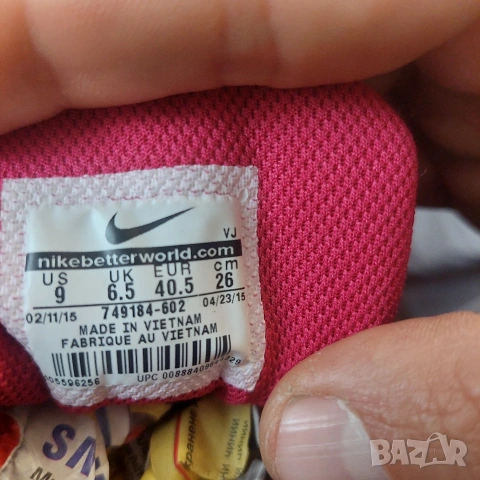 VJ
nikebetterworld.com
US UK EUR cm
9 6.5 40.5 26
02/11/15 749184-602 04/23/15
MADE IN VIETNAM
FABRIQUE AU VIETNAM
UPC
BAZAR